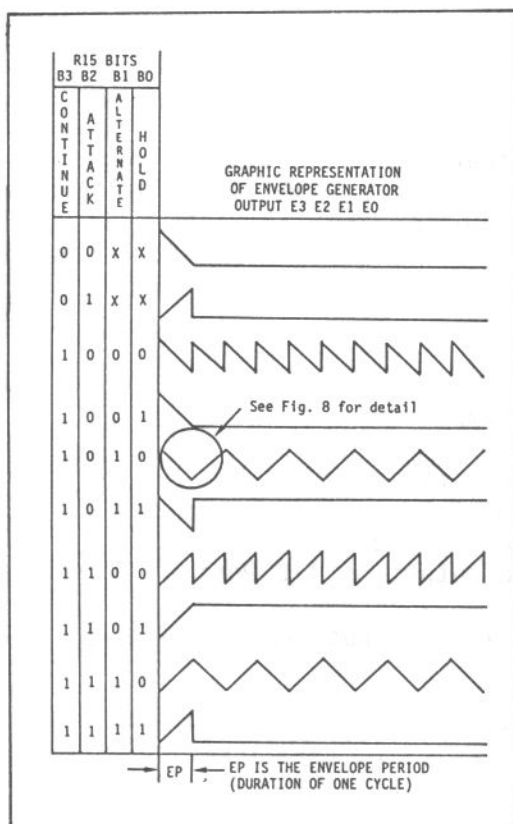 R15 BITS
B3 B2 B1 B0
CONTINUE
ATTACK
ALTERNATE
HOLD
GRAPHIC REPRESENTATION
OF ENVELOPE GENERATOR
OUTPUT E3 E2 E1 E0
0 0 X X
0 1 X X
1 0 0 0
1 0 0 1
See Fig. 8 for detail
1 0 1 0
1 0 1 1
1 1 0 0
1 1 0 1
1 1 1 0
1 1 1 1
EP
EP IS THE ENVELOPE PERIOD
(DURATION OF ONE CYCLE)